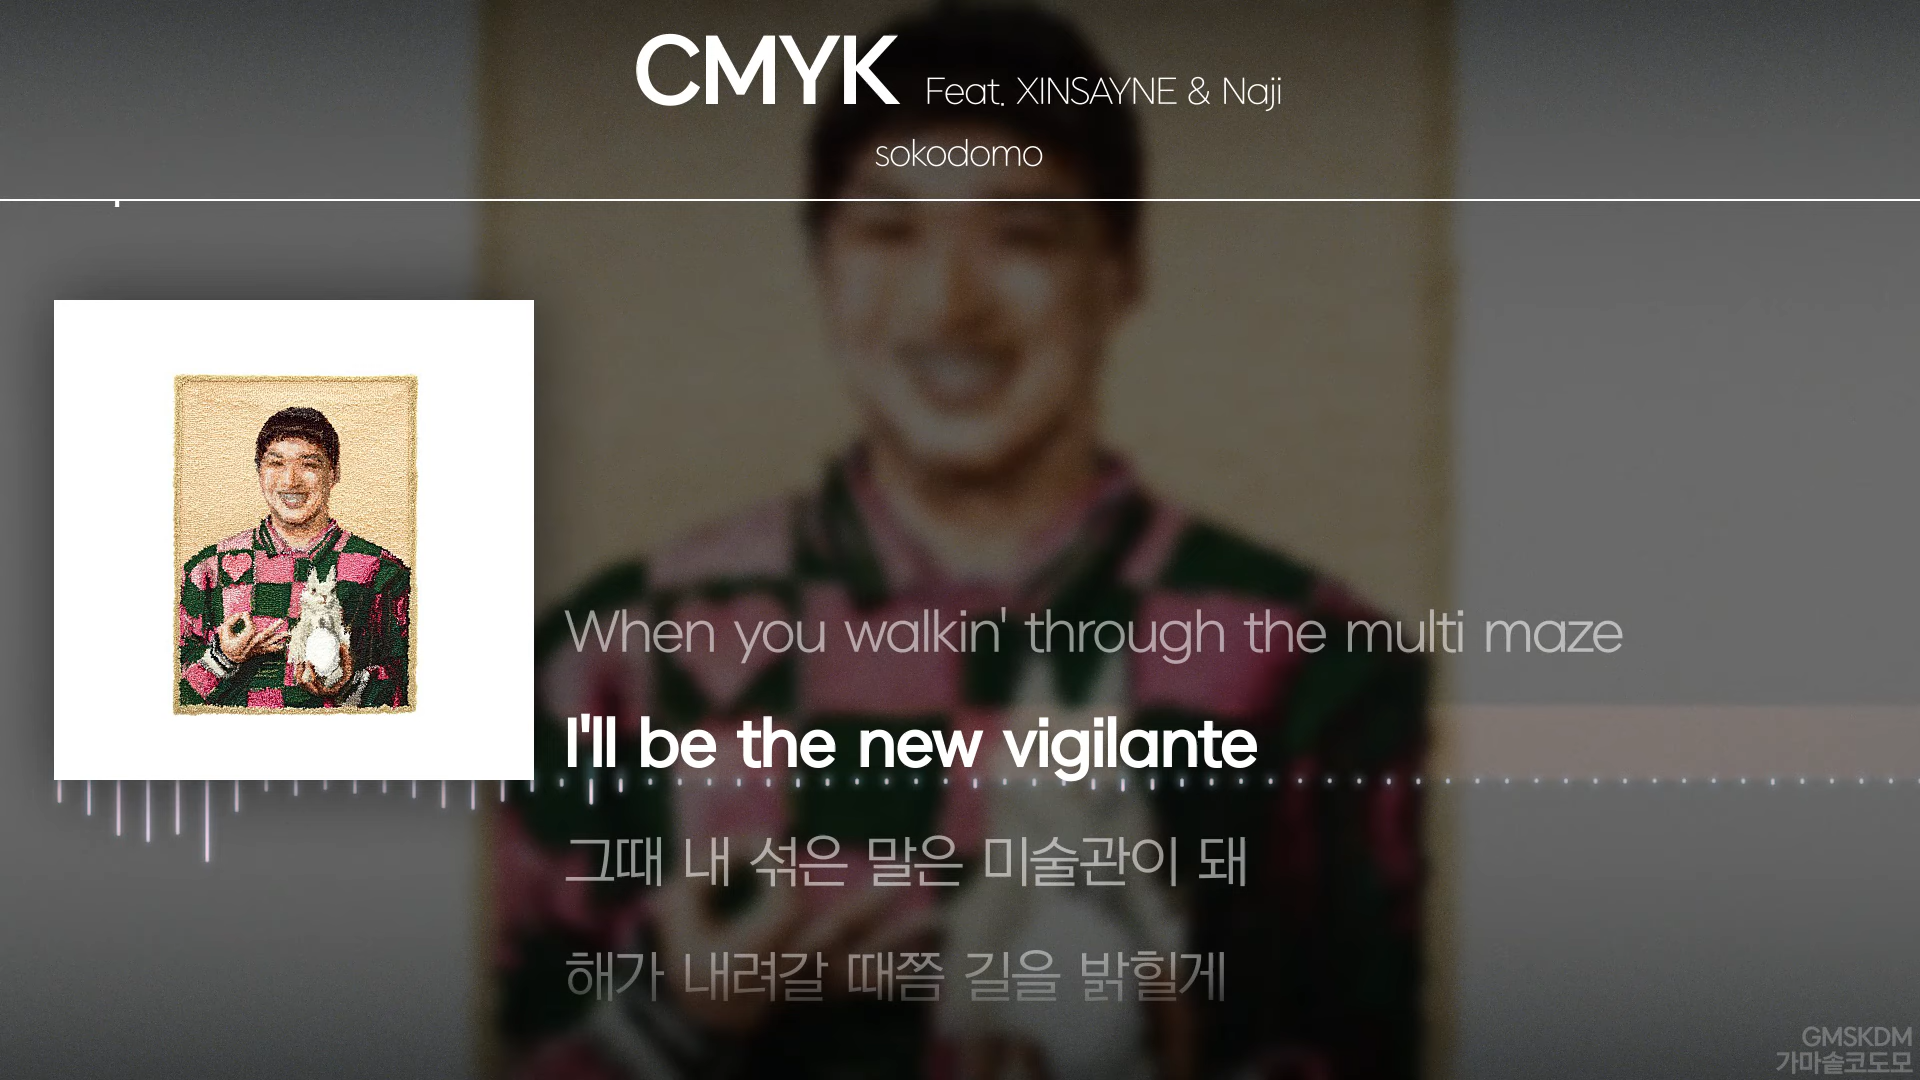 CMYK Feat. XINSAYNE & Naji
sokodomo
When you walkin' through the multi maze
I'll be the new vigilante
그때 내 섞은 말은 미술관이 돼
해가 내려갈 때쯤 길을 밝힐게
GMSKDM
가마솥코도모